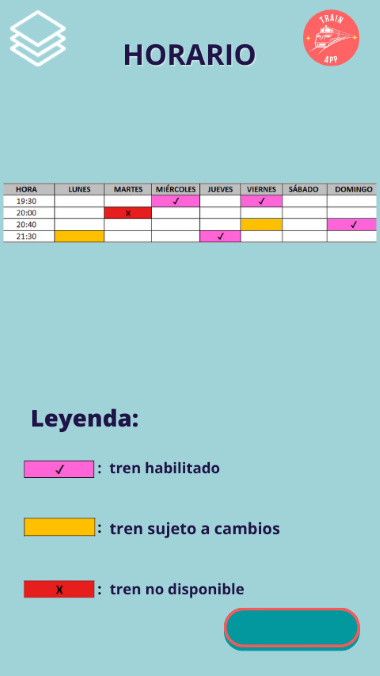 TRAIN
APP
HORARIO
HORA LUNES MARTES MIÉRCOLES JUEVES VIERNES SÁBADO DOMINGO
19:30 ✓ ✓
20:00 X
20:40 ✓
21:30 ✓
Leyenda:
✓ : tren habilitado
: tren sujeto a cambios
X : tren no disponible